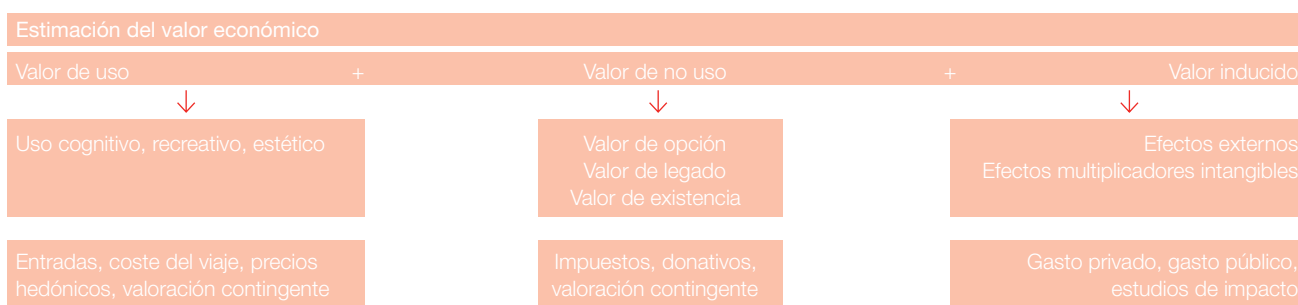 Estimación del valor económico
Valor de uso + Valor de no uso + Valor inducido
Uso cognitivo, recreativo, estético
Valor de opción
Valor de legado
Valor de existencia
Efectos externos
Efectos multiplicadores intangibles
Entradas, coste del viaje, precios
hedónicos, valoración contingente
Impuestos, donativos,
valoración contingente
Gasto privado, gasto público,
estudios de impacto